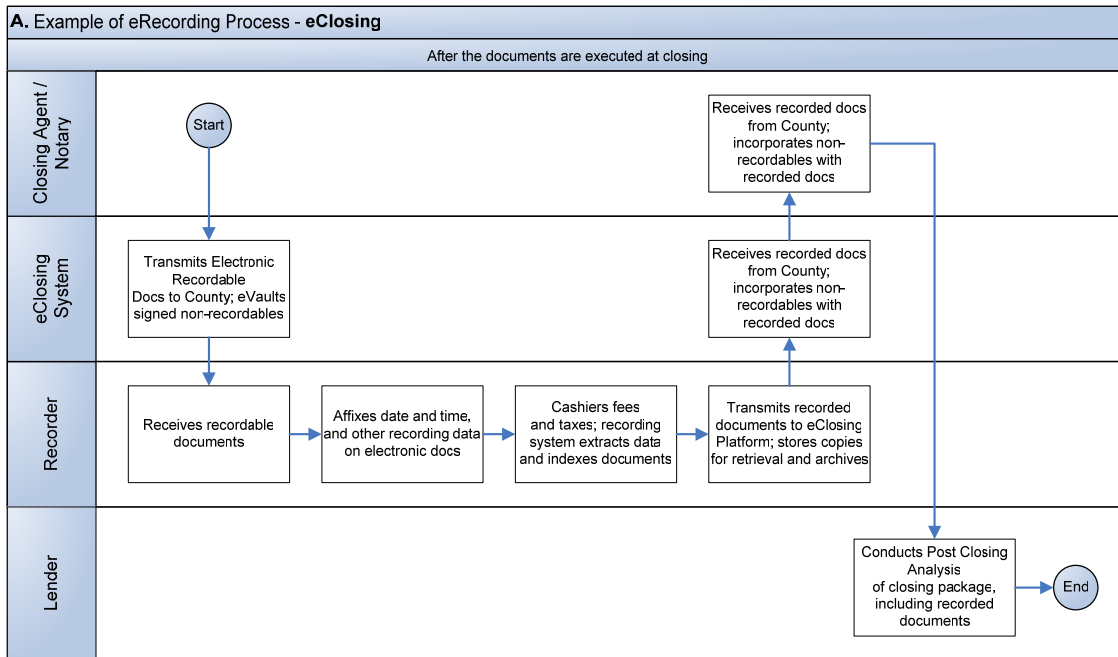 A. Example of eRecording Process - eClosing
After the documents are executed at closing
Closing Agent /
Notary
Start
Receives recorded docs
from County;
incorporates non-
recordables with
recorded docs
eClosing
System
Transmits Electronic
Recordable
Docs to County; eVaults
signed non-recordables
Receives recorded docs
from County;
incorporates non-
recordables with
recorded docs
Recorder
Receives recordable
documents
Affixes date and time,
and other recording data
on electronic docs
Cashiers fees
and taxes; recording
system extracts data
and indexes documents
Transmits recorded
documents to eClosing
Platform; stores copies
for retrieval and archives
Lender
Conducts Post Closing
Analysis
of closing package,
including recorded
documents
End